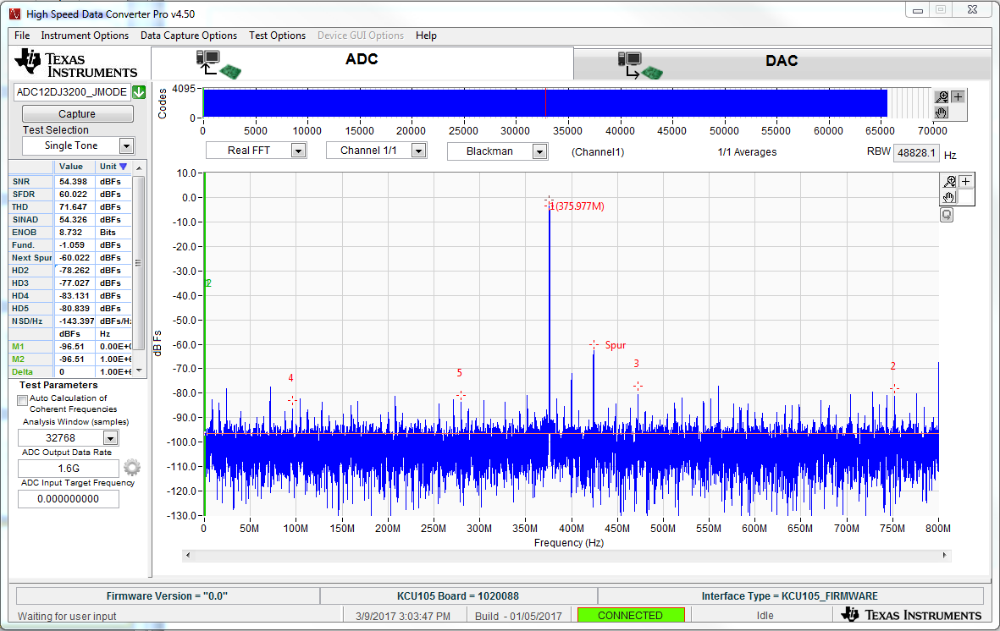 High Speed Data Converter Pro v4.50
File Instrument Options Data Capture Options Test Options Device GUI Options Help
TEXAS INSTRUMENTS
ADC
DAC
ADC12DJ3200_JMODE
Capture
Test Selection
Single Tone
Codes
4095
0
0 5000 10000 15000 20000 25000 30000 35000 40000 45000 50000 55000 60000 65000 70000
Real FFT Channel 1/1 Blackman (Channel1) 1/1 Averages RBW 48828.1 Hz
Value Unit
SNR 54.398 dBFs
SFDR 60.022 dBFs
THD 71.647 dBFs
SINAD 54.326 dBFs
ENOB 8.732 Bits
Fund. -1.059 dBFs
Next Spur -60.022 dBFs
HD2 -78.262 dBFs
HD3 -77.027 dBFs
HD4 -83.131 dBFs
HD5 -80.839 dBFs
NSD/Hz -143.397 dBFs/Hz
dBFs Hz
M1 -96.51 0.00E+0
M2 -96.51 1.00E+6
Delta 0 1.00E+6
Test Parameters
Auto Calculation of
Coherent Frequencies
Analysis Window (samples)
32768
ADC Output Data Rate
1.6G
ADC Input Target Frequency
0.000000000
dBFs
10.0
0.0
-10.0
-20.0
-30.0
-40.0
-50.0
-60.0
-70.0
-80.0
-90.0
-100.0
-110.0
-120.0
-130.0
1(375.977M)
2
Spur
4
5
3
2
0 50M 100M 150M 200M 250M 300M 350M 400M 450M 500M 550M 600M 650M 700M 750M 800M
Frequency (Hz)
Firmware Version = "0.0" KCU105 Board = 1020088 Interface Type = KCU105_FIRMWARE
Waiting for user input 3/9/2017 3:03:47 PM Build - 01/05/2017 CONNECTED Idle TEXAS INSTRUMENTS